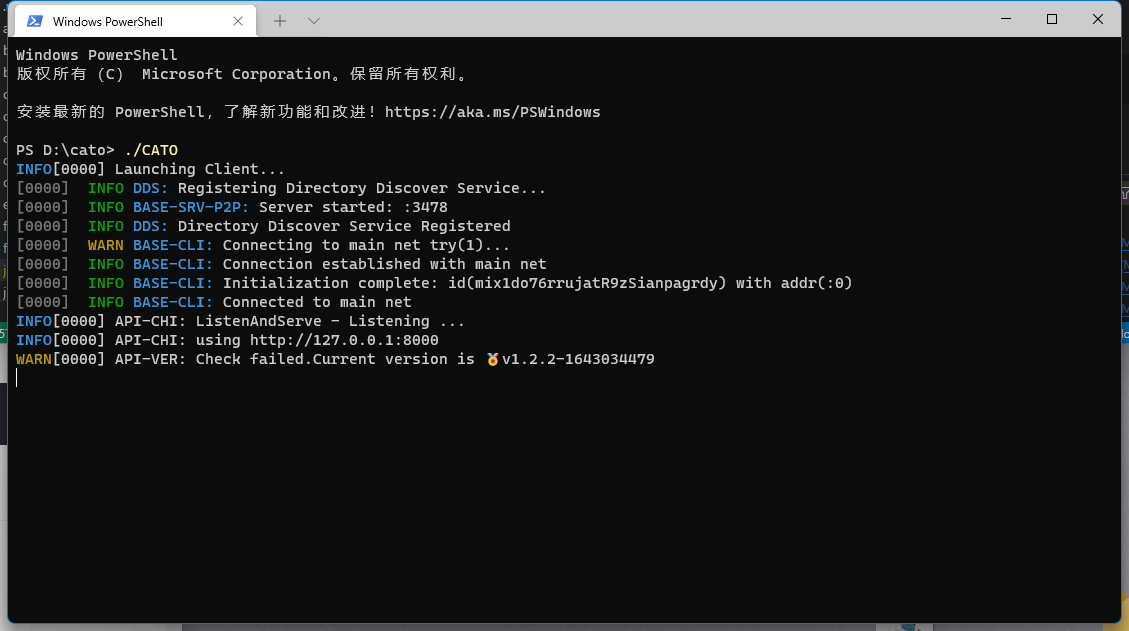 Windows PowerShell
Windows PowerShell
版权所有 (C)  Microsoft Corporation。保留所有权利。
安装最新的 PowerShell，了解新功能和改进！https://aka.ms/PSWindows
PS D:\cato> ./CATO
INFO[0000] Launching Client...
[0000]  INFO DDS: Registering Directory Discover Service...
[0000]  INFO BASE-SRV-P2P: Server started: :3478
[0000]  INFO DDS: Directory Discover Service Registered
[0000]  WARN BASE-CLI: Connecting to main net try(1)...
[0000]  INFO BASE-CLI: Connection established with main net
[0000]  INFO BASE-CLI: Initialization complete: id(mix1do76rrujatR9zSianpagrdy) with addr(:0)
[0000]  INFO BASE-CLI: Connected to main net
INFO[0000] API-CHI: ListenAndServe - Listening ...
INFO[0000] API-CHI: using http://127.0.0.1:8000
WARN[0000] API-VER: Check failed.Current version is 🏅v1.2.2-1643034479